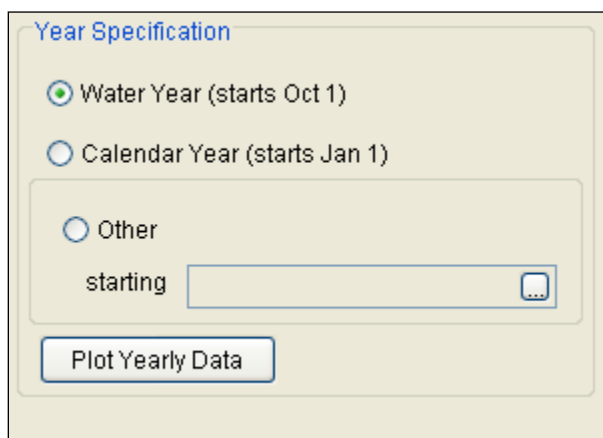 Year Specification
Water Year (starts Oct 1)
Calendar Year (starts Jan 1)
Other
starting
...
Plot Yearly Data